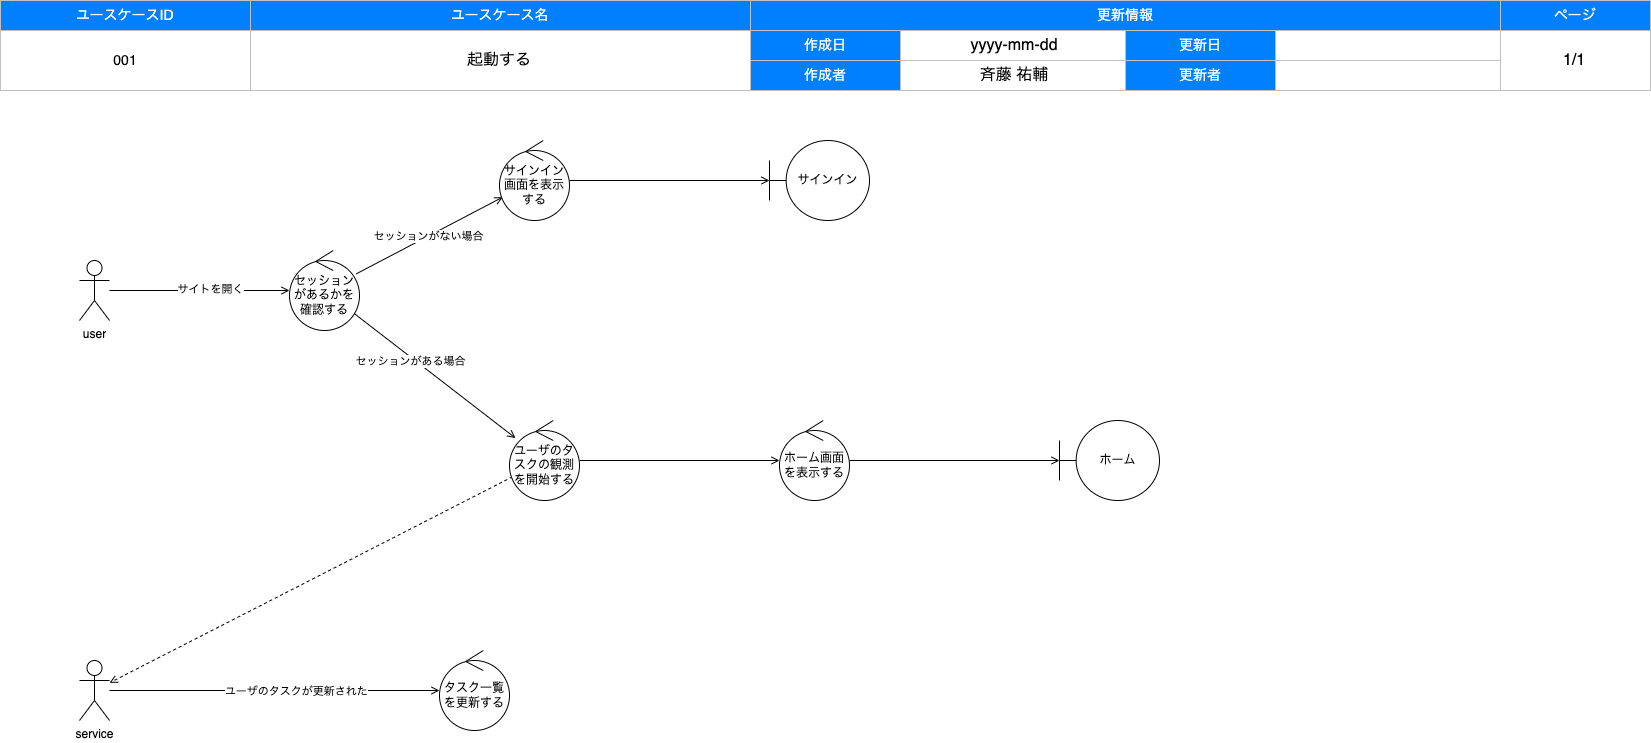 ユースケースID
ユースケース名
更新情報
ページ
001
起動する
作成日
yyyy-mm-dd
更新日
1/1
作成者
斉藤 祐輔
更新者
サインイン
画面を表示
する
サインイン
セッションがない場合
サイトを開く
セッション
があるかを
確認する
user
セッションがある場合
ユーザのタ
スクの観測
を開始する
ホーム画面
を表示する
ホーム
ユーザのタスクが更新された
タスク一覧
を更新する
service